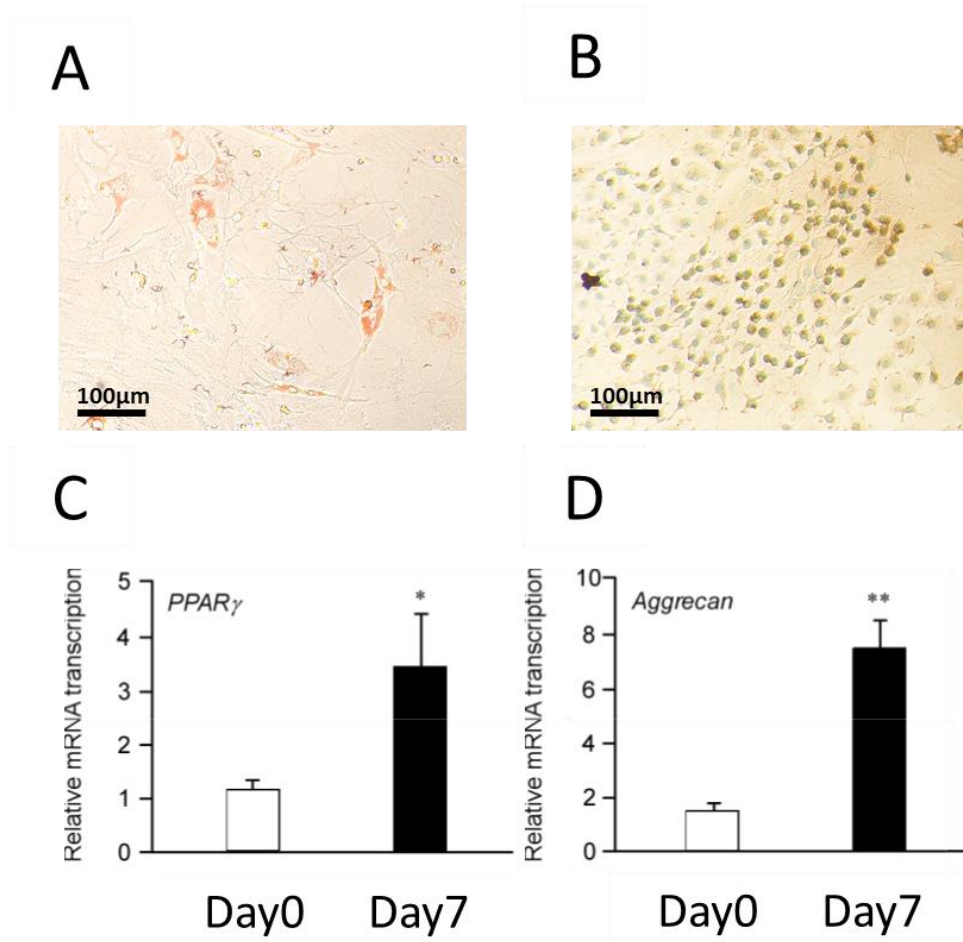 A
B
100µm
100µm
C
D
Relative mRNA transcription
5
4
3
2
1
0
PPARγ
*
Day0 Day7
Relative mRNA transcription
10
8
6
4
2
0
Aggrecan
**
Day0 Day7